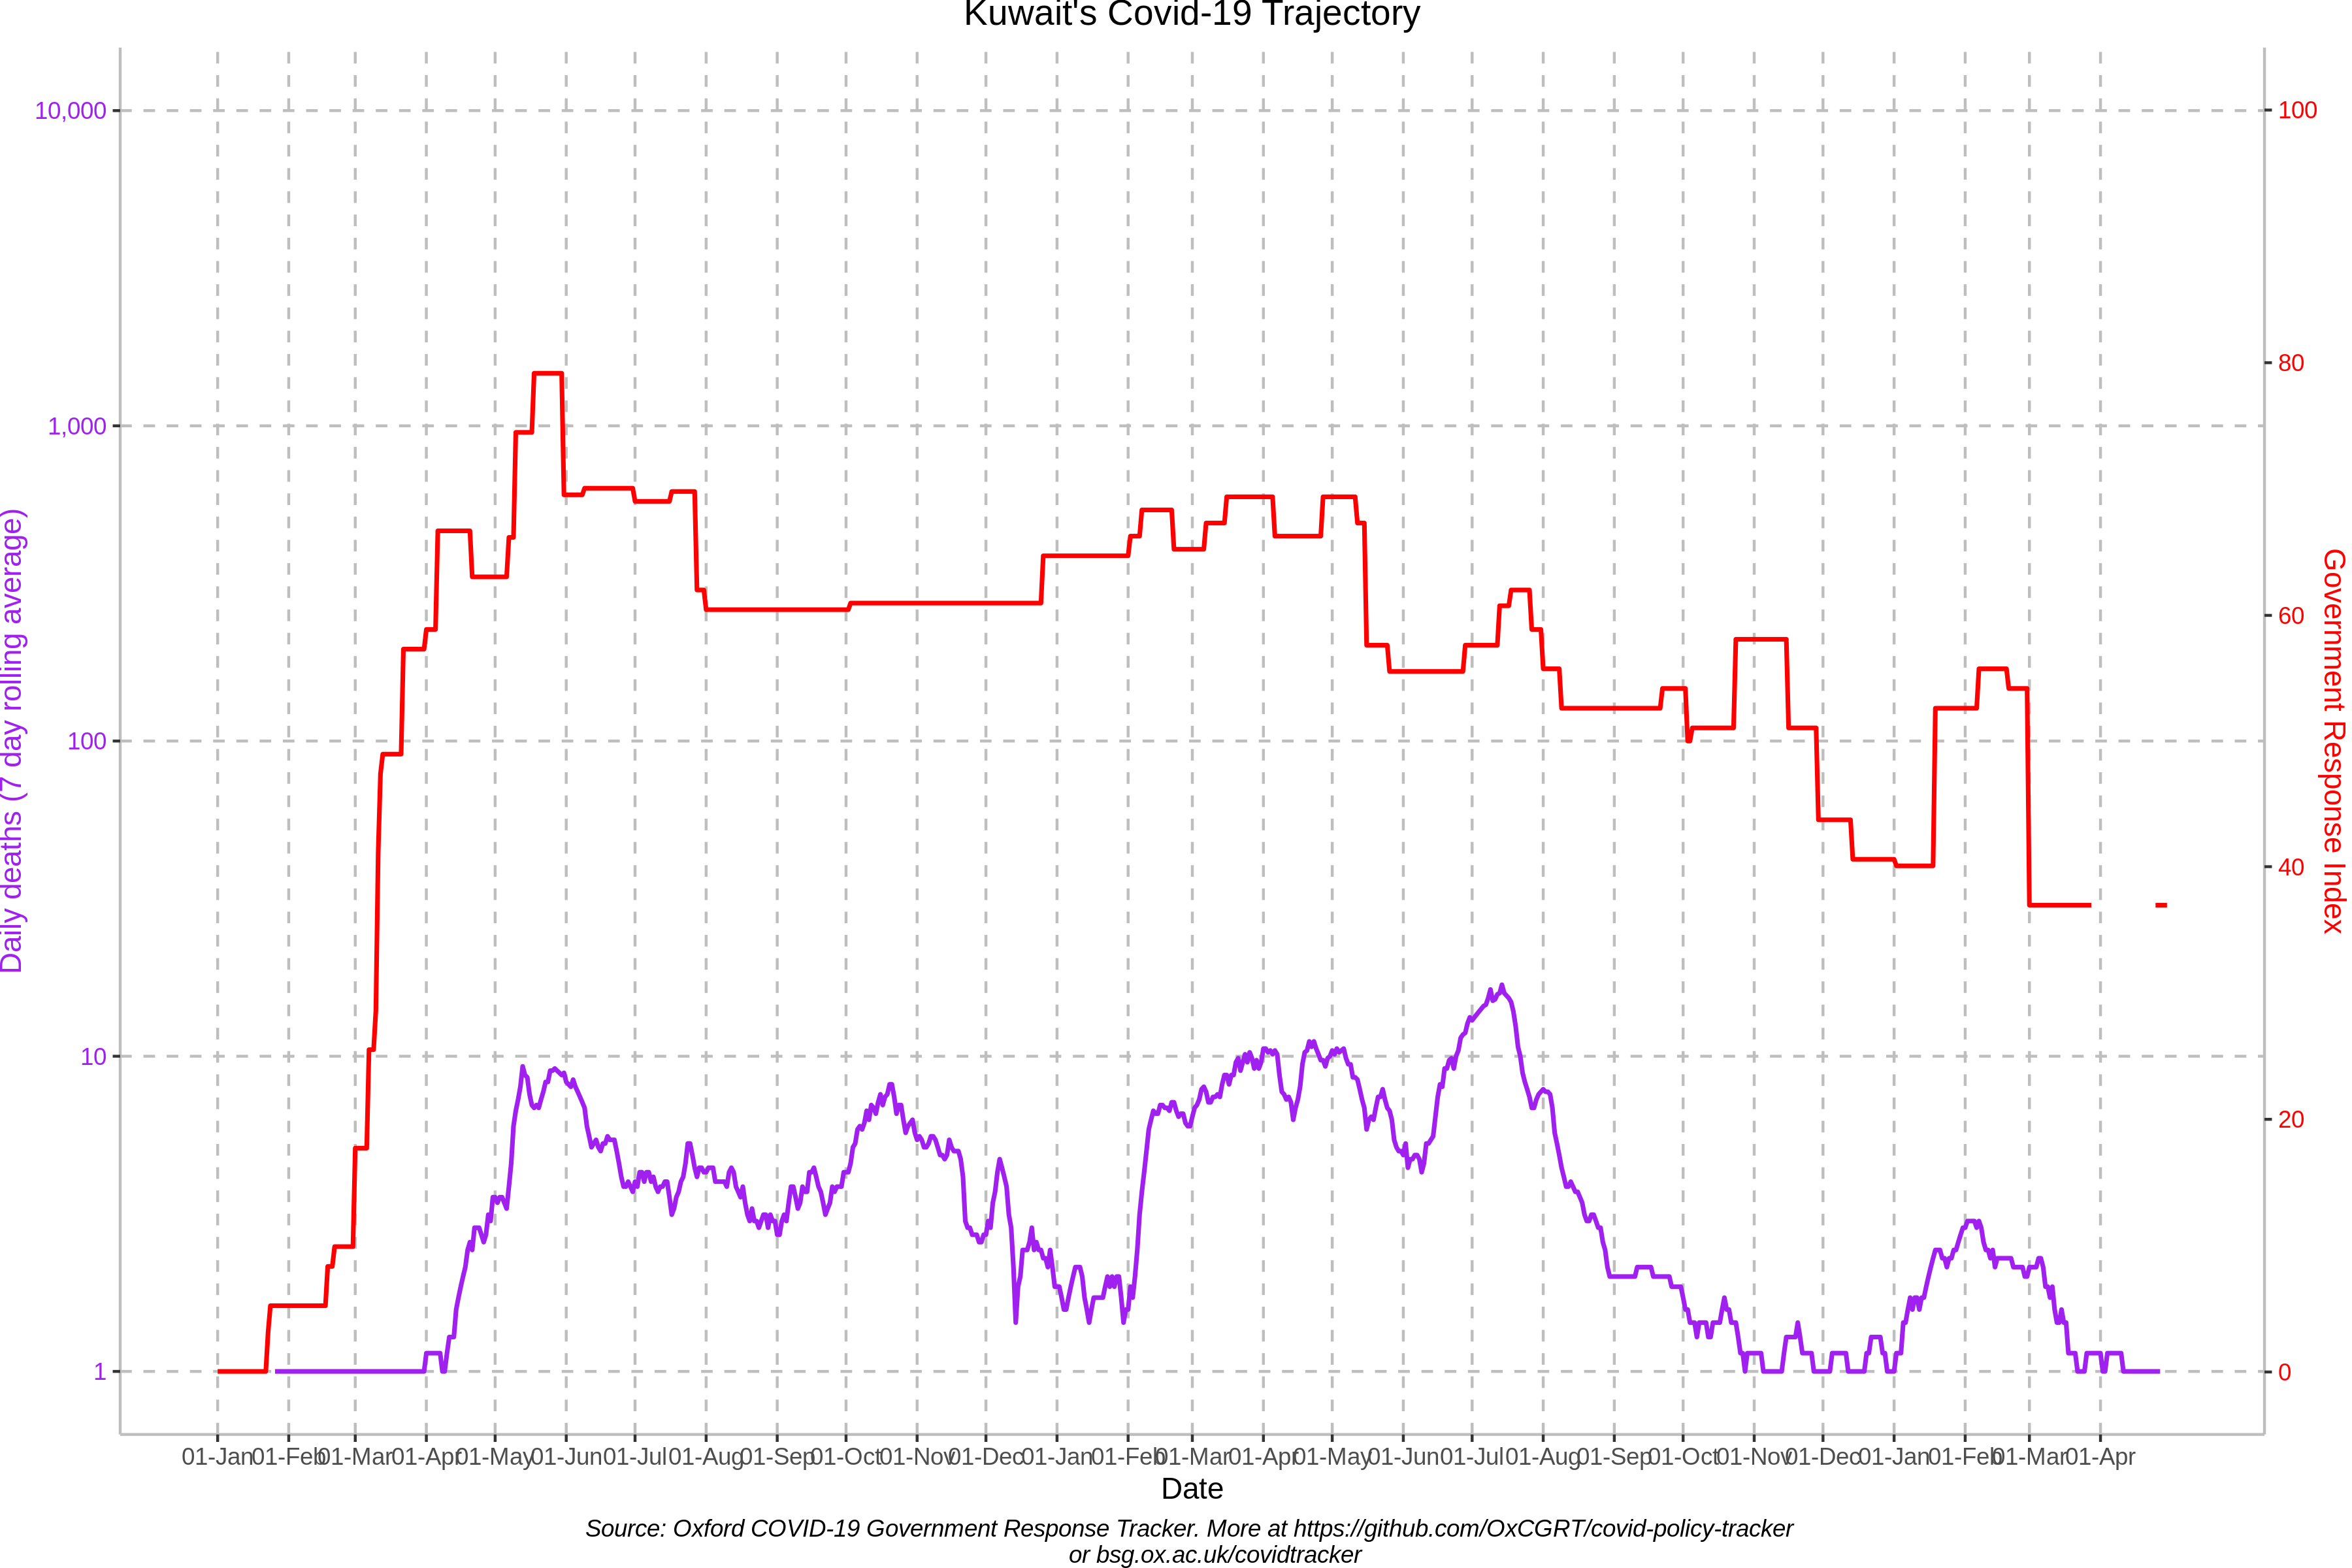 Kuwait's Covid-19 Trajectory
10,000
1,000
100
10
1
Daily deaths (7 day rolling average)
100
80
60
40
20
0
Government Response Index
01-Jan 01-Feb 01-Mar 01-Apr 01-May 01-Jun 01-Jul 01-Aug 01-Sep 01-Oct 01-Nov 01-Dec 01-Jan 01-Feb 01-Mar 01-Apr 01-May 01-Jun 01-Jul 01-Aug 01-Sep 01-Oct 01-Nov 01-Dec 01-Jan 01-Feb 01-Mar 01-Apr
Date
Source: Oxford COVID-19 Government Response Tracker. More at https://github.com/OxCGRT/covid-policy-tracker
or bsg.ox.ac.uk/covidtracker